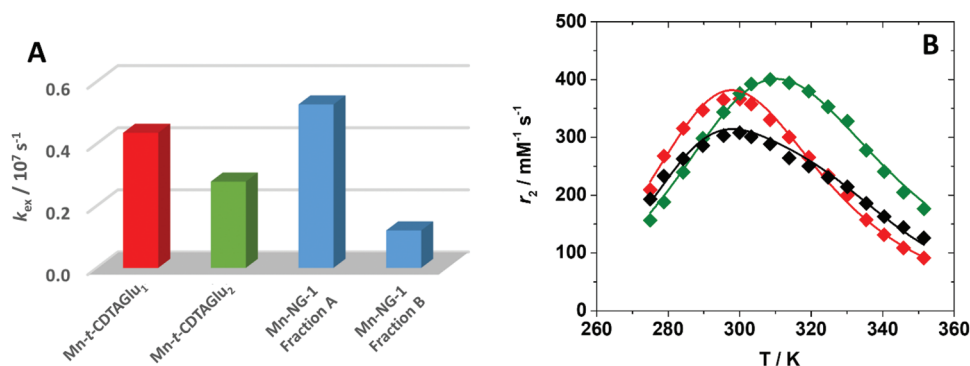 A
0.6
0.4
0.2
0.0
k_ex / 10⁷ s⁻¹
Mn-t-CDTAGlu₁
Mn-t-CDTAGlu₂
Mn-NG-1
Fraction A
Mn-NG-1
Fraction B
B
500
400
300
200
100
0
r₂ / mM⁻¹ s⁻¹
260
280
300
320
340
360
T / K